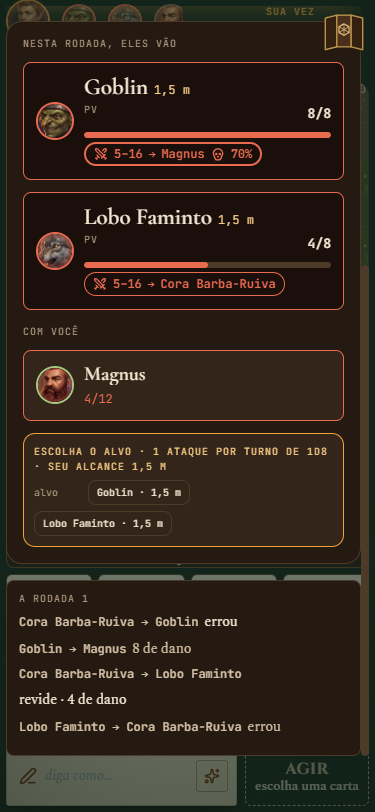 SUA VEZ
NESTA RODADA, ELES VÃO
Goblin 1,5 m
PV
8/8
5–16 → Magnus 70%
Lobo Faminto 1,5 m
PV
4/8
5–16 → Cora Barba-Ruiva
COM VOCÊ
Magnus
4/12
ESCOLHA O ALVO · 1 ATAQUE POR TURNO DE 1D8
· SEU ALCANCE 1,5 M
alvo
Goblin · 1,5 m
Lobo Faminto · 1,5 m
A RODADA 1
Cora Barba-Ruiva → Goblin errou
Goblin → Magnus 8 de dano
Cora Barba-Ruiva → Lobo Faminto
revide · 4 de dano
Lobo Faminto → Cora Barba-Ruiva errou
diga como...
AGIR
escolha uma carta